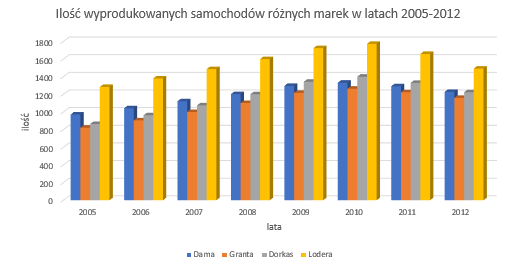 Ilość wyprodukowanych samochodów różnych marek w latach 2005-2012
1800
1600
1400
1200
1000
800
600
400
200
0
ilość
2005 2006 2007 2008 2009 2010 2011 2012
lata
Dama Granta Dorkas Lodera